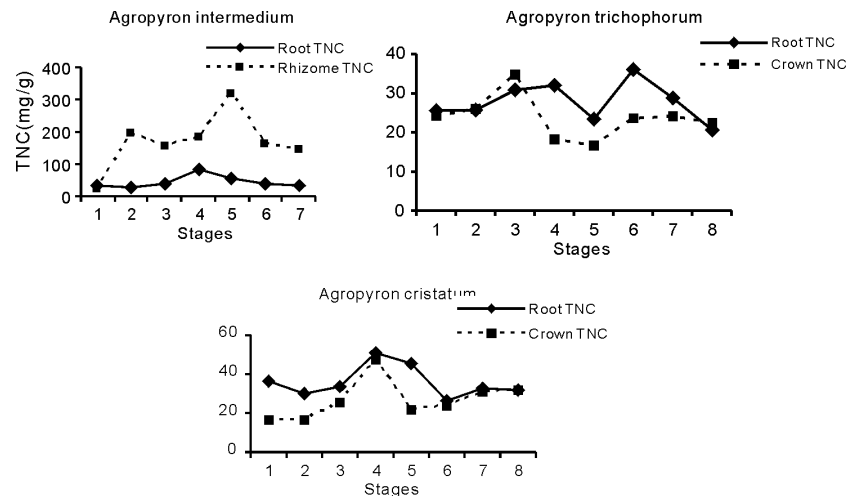 Agropyron intermedium
Root TNC
Rhizome TNC
TNC(mg/g)
400
300
200
100
0
1 2 3 4 5 6 7
Stages
Agropyron trichophorum
Root TNC
Crown TNC
40
30
20
10
0
1 2 3 4 5 6 7 8
Stages
Agropyron cristatum
Root TNC
Crown TNC
60
40
20
0
1 2 3 4 5 6 7 8
Stages